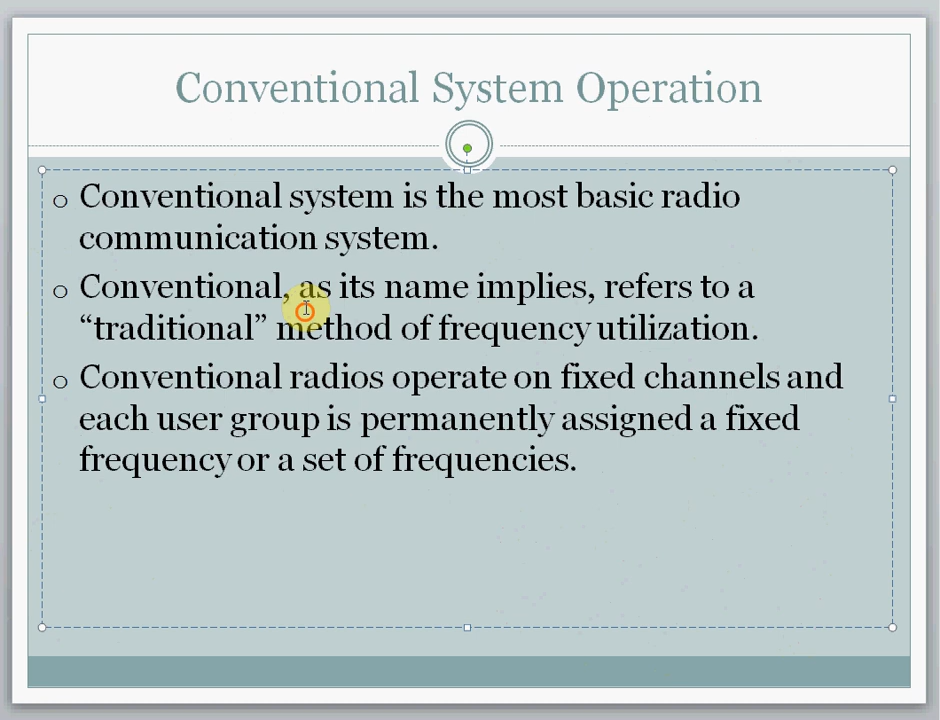 Conventional System Operation
o Conventional system is the most basic radio
communication system.
o Conventional, as its name implies, refers to a
“traditional” method of frequency utilization.
o Conventional radios operate on fixed channels and
each user group is permanently assigned a fixed
frequency or a set of frequencies.